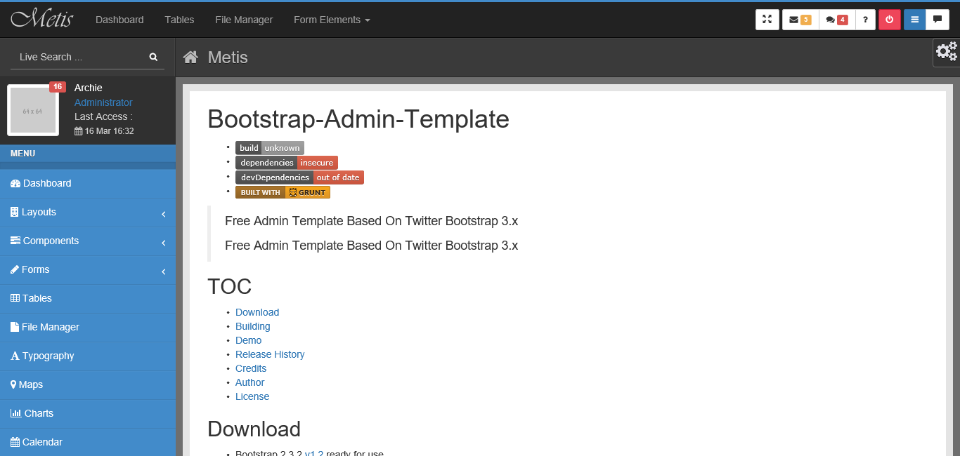 Metis
Dashboard
Tables
File Manager
Form Elements
5
4
?
Live Search ...
Metis
16
64 x 64
Archie
Administrator
Last Access :
16 Mar 16:32
MENU
Dashboard
Layouts
Components
Forms
Tables
File Manager
Typography
Maps
Charts
Calendar
Bootstrap-Admin-Template
build unknown
dependencies insecure
devDependencies out of date
BUILT WITH GRUNT
Free Admin Template Based On Twitter Bootstrap 3.x
Free Admin Template Based On Twitter Bootstrap 3.x
TOC
Download
Building
Demo
Release History
Credits
Author
License
Download
Bootstrap 2.3.2 v1.2 ready for use